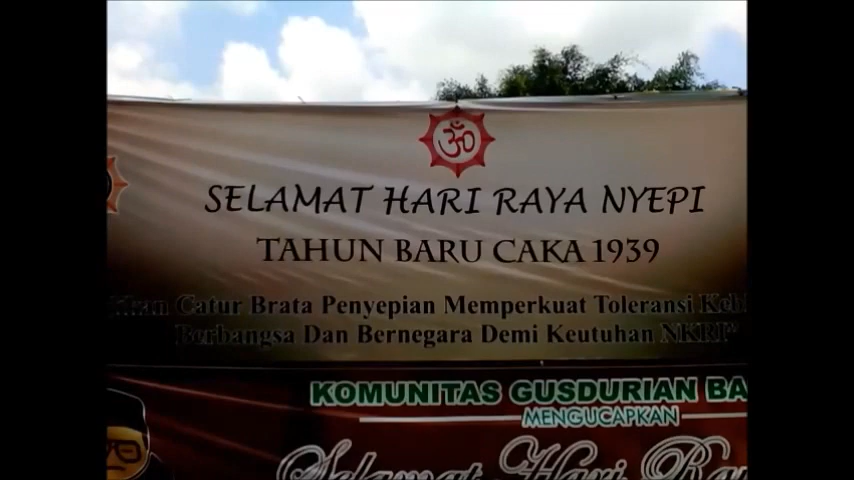 ॐ
SELAMAT HARI RAYA NYEPI
TAHUN BARU CAKA 1939
Catur Brata Penyepian Memperkuat Toleransi
Berbangsa Dan Bernegara Demi Keutuhan NKRI"
KOMUNITAS GUSDURIAN BA
MENGUCAPKAN
Selamat Hari